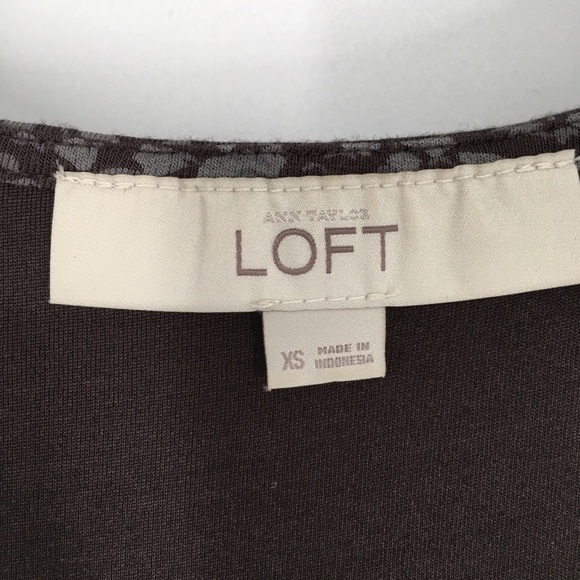 ANN TAYLOR
LOFT
XS
MADE IN
INDONESIA